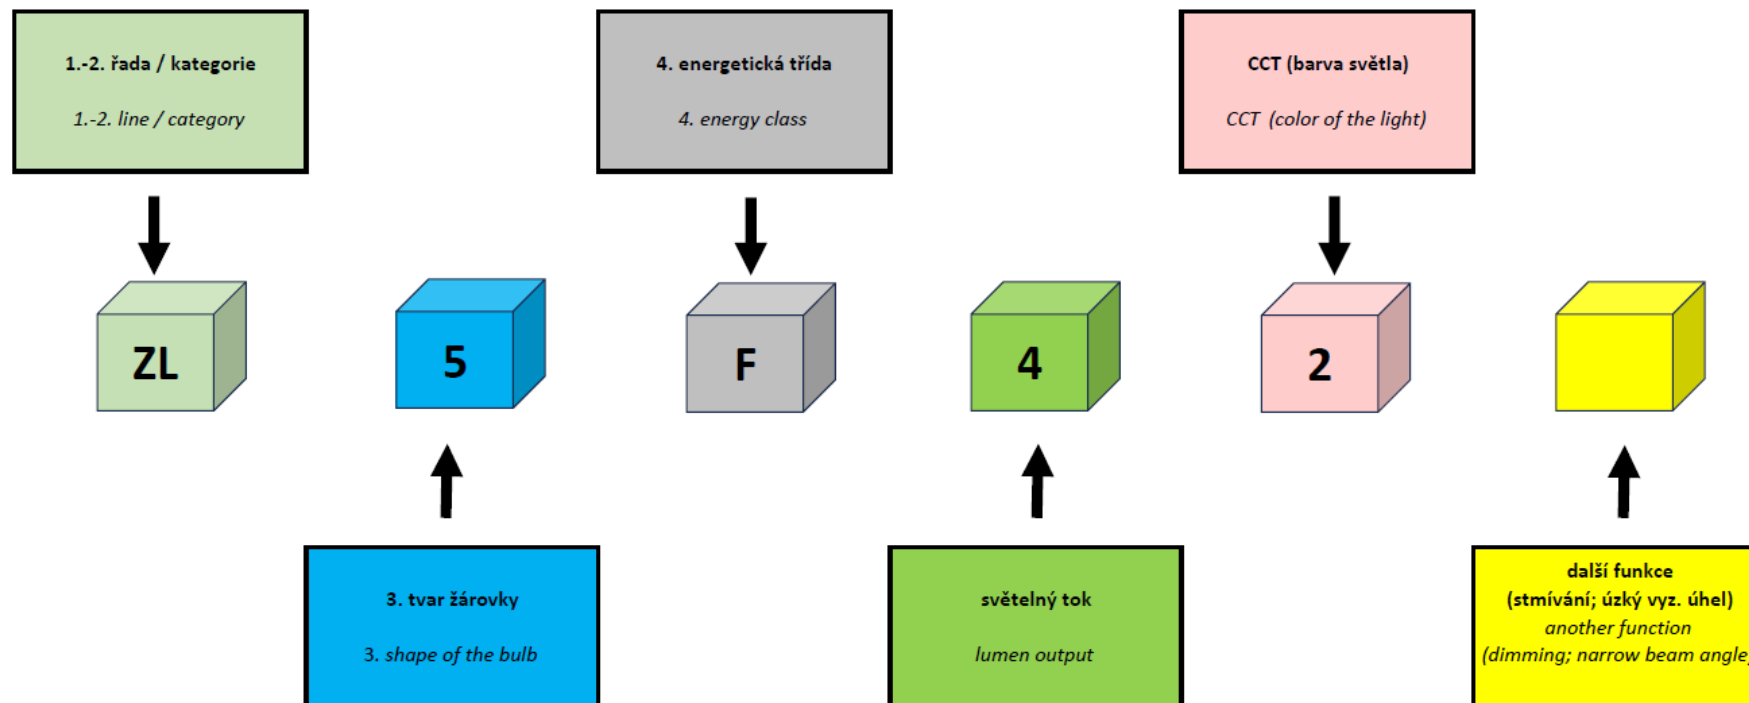 1.-2. řada / kategorie
1.-2. line / category
4. energetická třída
4. energy class
CCT (barva světla)
CCT (color of the light)
ZL
5
F
4
2
3. tvar žárovky
3. shape of the bulb
světelný tok
lumen output
další funkce
(stmívání; úzký vyz. úhel)
another function
(dimming; narrow beam angle)